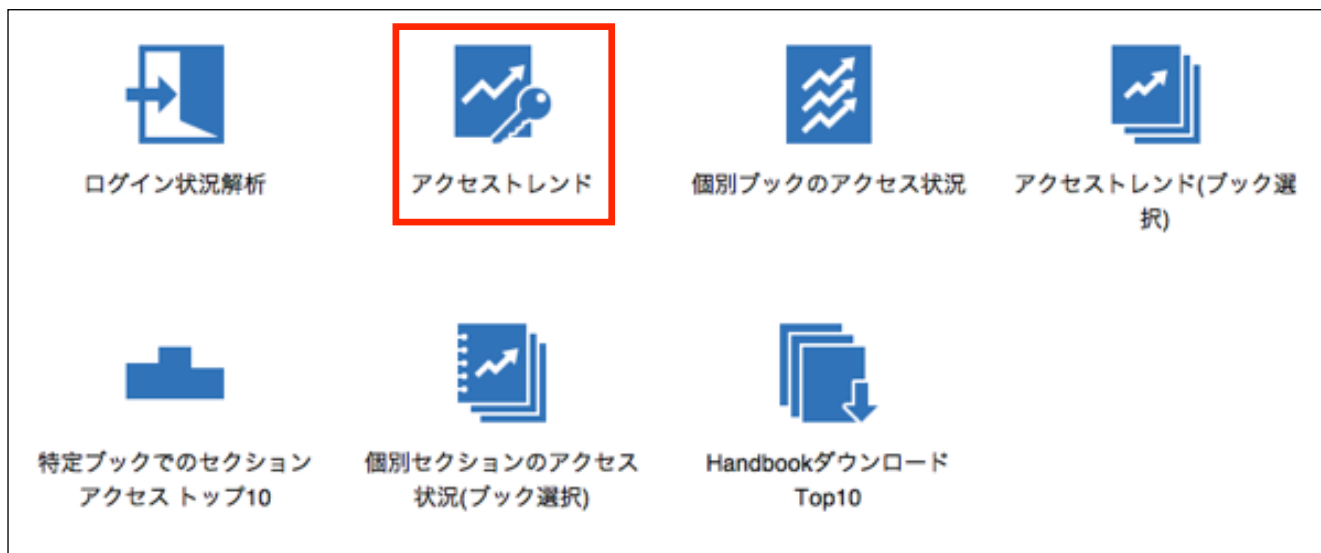 ログイン状況解析
アクセストレンド
個別ブックのアクセス状況
アクセストレンド(ブック選
択)
特定ブックでのセクション
アクセス トップ10
個別セクションのアクセス
状況(ブック選択)
Handbookダウンロード
Top10